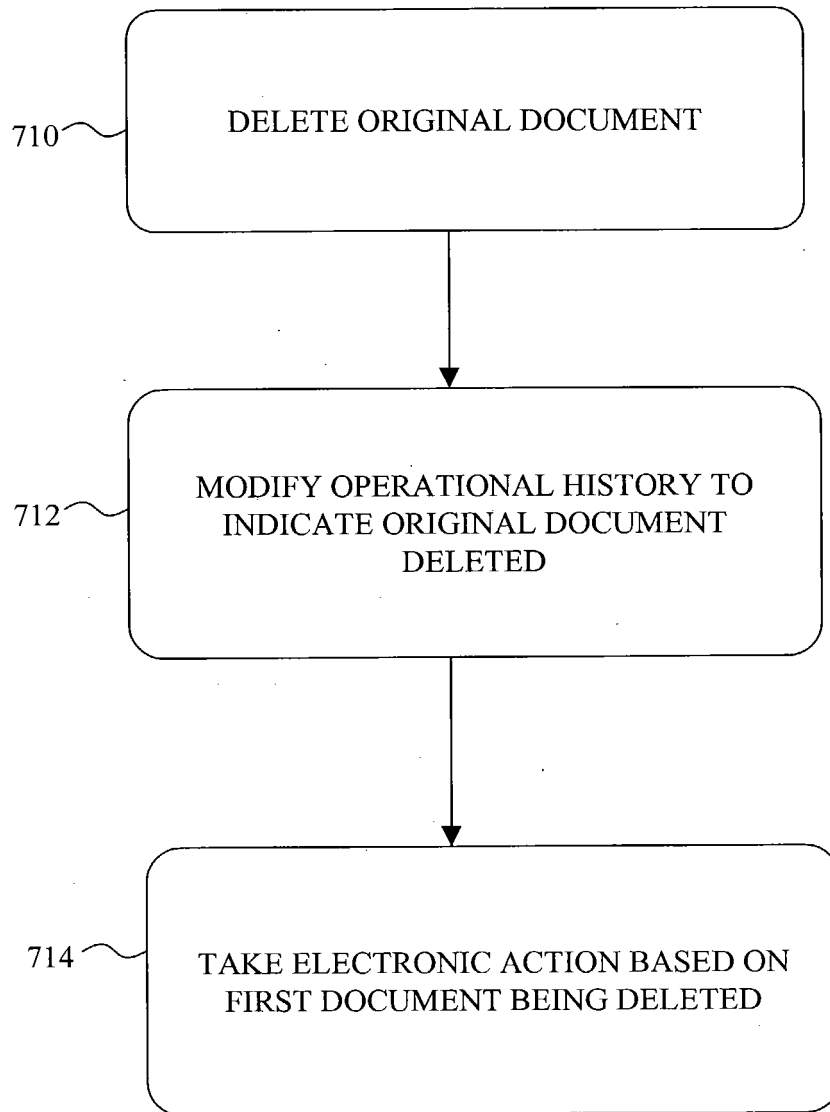 710
DELETE ORIGINAL DOCUMENT
712
MODIFY OPERATIONAL HISTORY TO
INDICATE ORIGINAL DOCUMENT
DELETED
714
TAKE ELECTRONIC ACTION BASED ON
FIRST DOCUMENT BEING DELETED